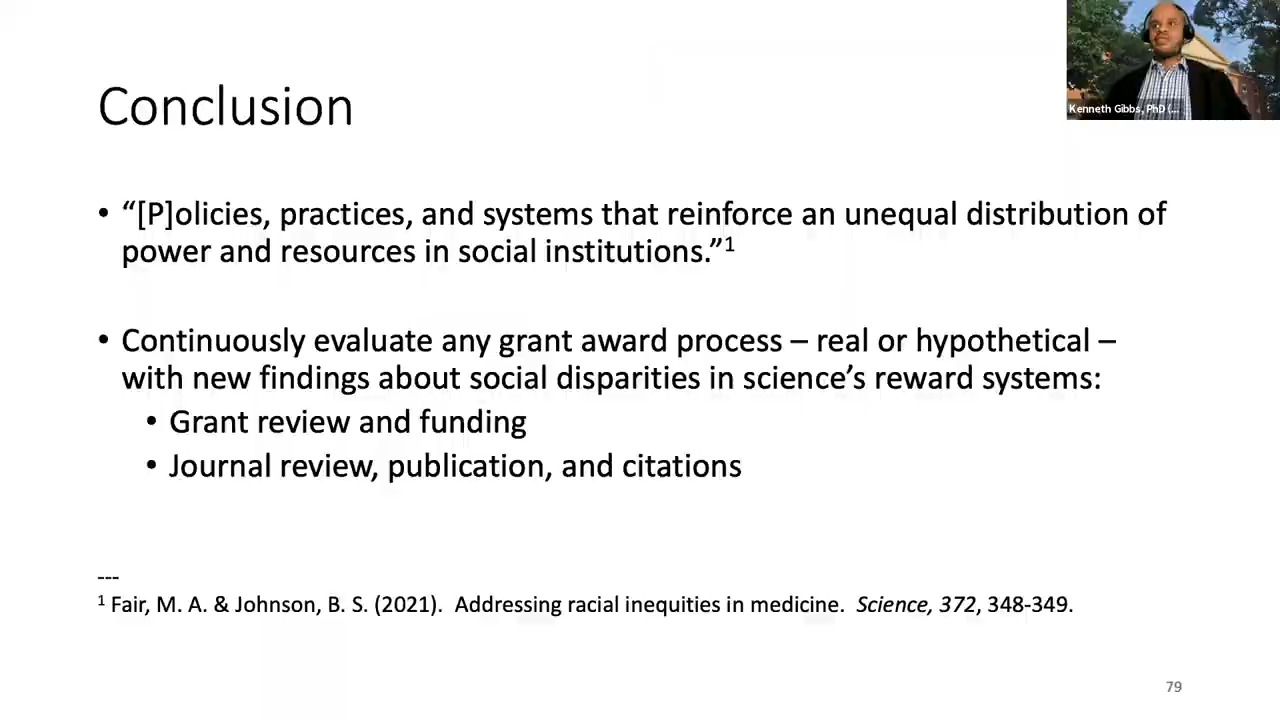 Kenneth Gibbs, PhD (...
Conclusion
• “[P]olicies, practices, and systems that reinforce an unequal distribution of
power and resources in social institutions.”1
• Continuously evaluate any grant award process – real or hypothetical –
with new findings about social disparities in science’s reward systems:
• Grant review and funding
• Journal review, publication, and citations
---
1 Fair, M. A. & Johnson, B. S. (2021). Addressing racial inequities in medicine. Science, 372, 348-349.
79